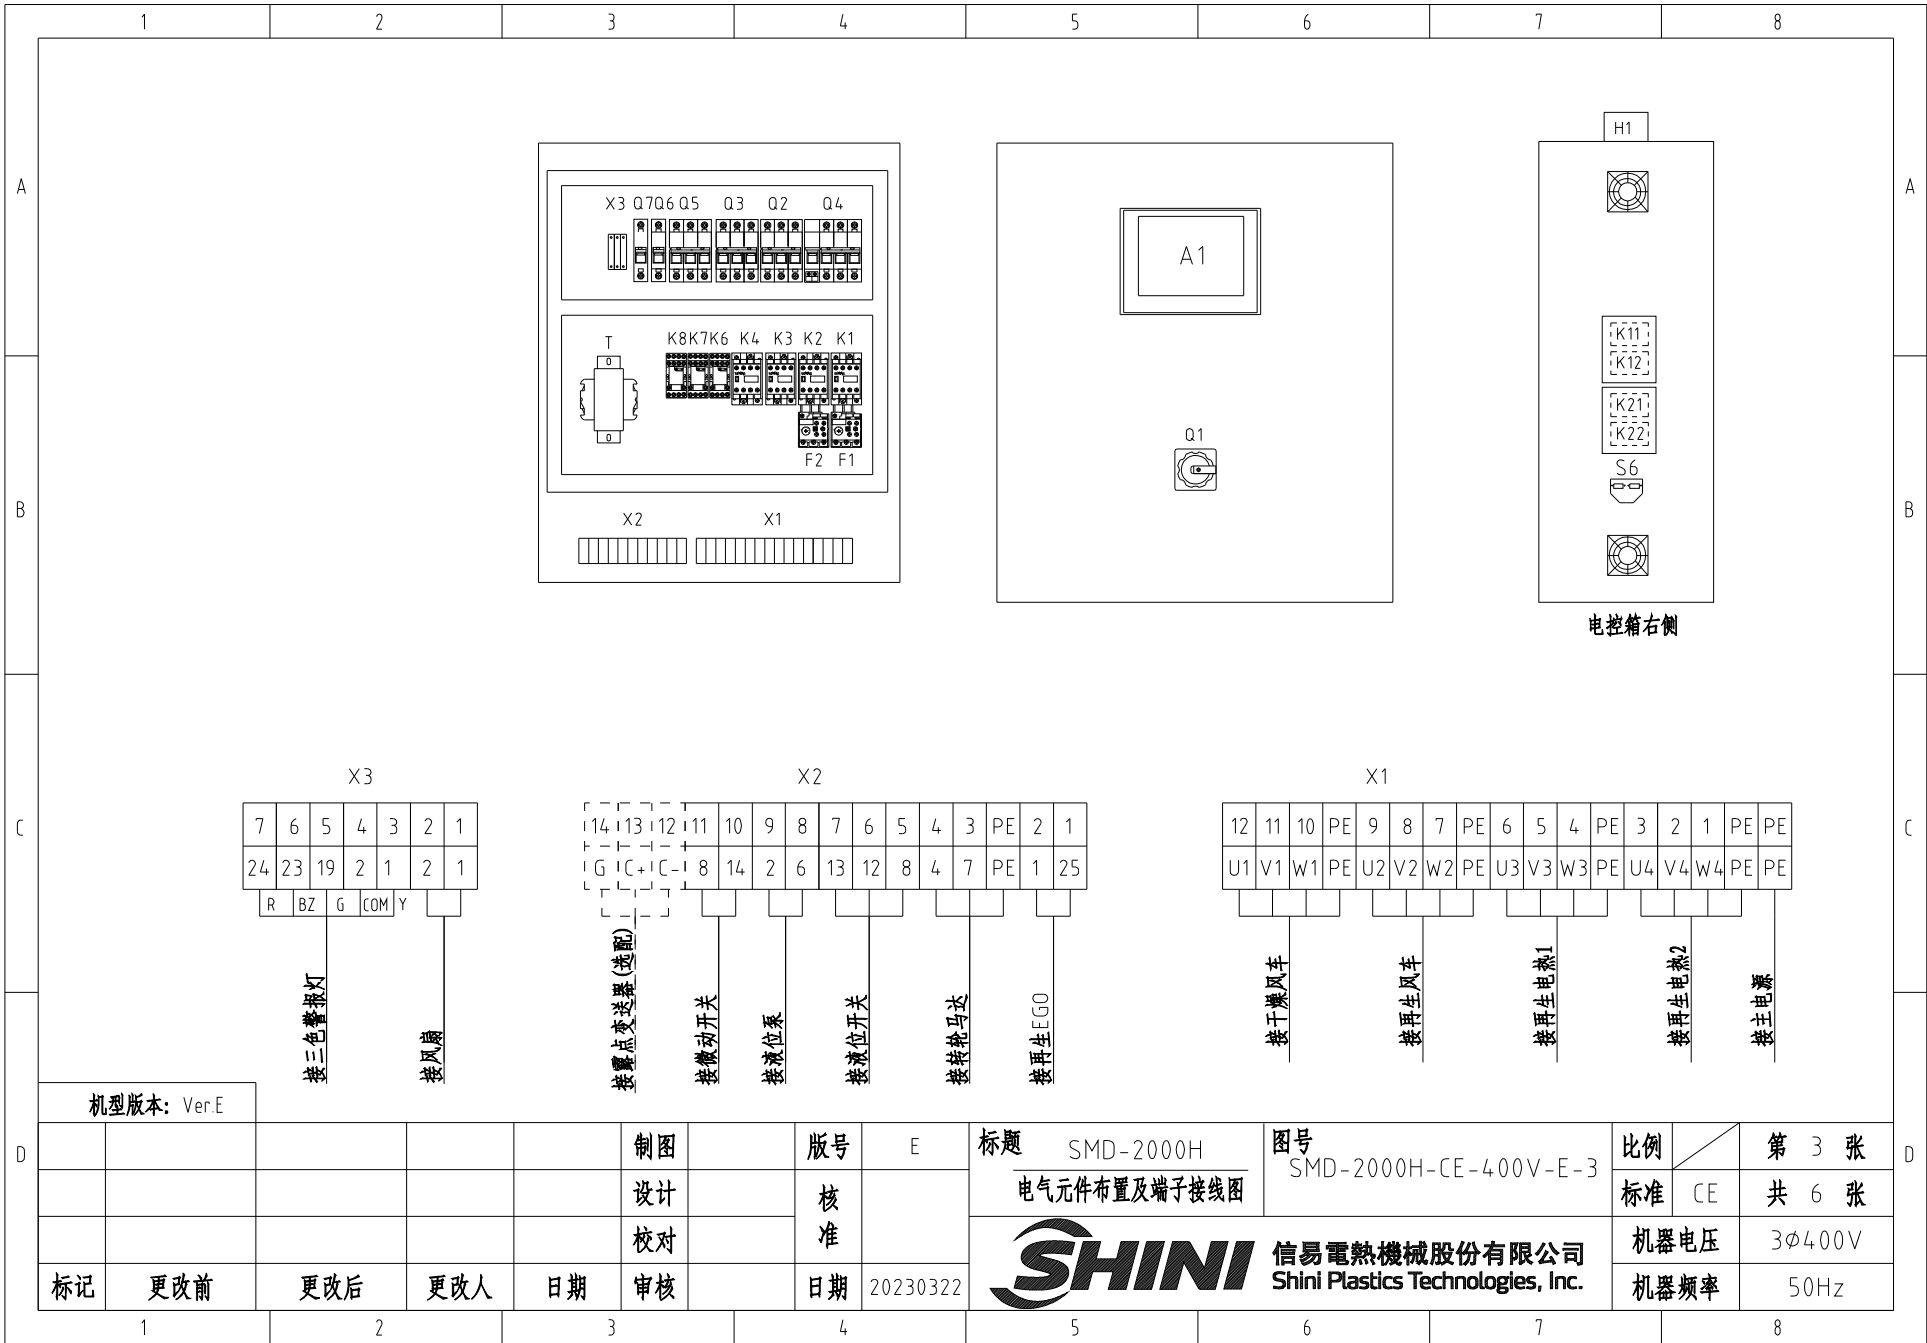 1 2 3 4 5 6 7 8
A A
B B
C C
D D
H1
X3 Q7 Q6 Q5 Q3 Q2 Q4
A1
T K8 K7 K6 K4 K3 K2 K1
K11
K12
K21
K22
F2 F1
Q1
S6
X2 X1
电控箱右侧
X3
7 6 5 4 3 2 1
24 23 19 2 1 2 1
R BZ G COM Y
接三色警报灯
接风扇
X2
14 13 12 11 10 9 8 7 6 5 4 3 PE 2 1
G C+ C- 8 14 2 6 13 12 8 4 7 PE 1 25
接露点变送器(选配)
接微动开关
接液位泵
接液位开关
接转轮马达
接再生EGO
X1
12 11 10 PE 9 8 7 PE 6 5 4 PE 3 2 1 PE PE
U1 V1 W1 PE U2 V2 W2 PE U3 V3 W3 PE U4 V4 W4 PE PE
接干燥风车
接再生风车
接再生电热1
接再生电热2
接主电源
机型版本: Ver.E
制图 版号 E
设计 核准
校对
标记 更改前 更改后 更改人 日期 审核 日期 20230322
标题 SMD-2000H
电气元件布置及端子接线图
图号
SMD-2000H-CE-400V-E-3
比例 第 3 张
标准 CE 共 6 张
机器电压 3Φ400V
机器频率 50Hz
SHINI
信易電熱機械股份有限公司
Shini Plastics Technologies, Inc.
1 2 3 4 5 6 7 8